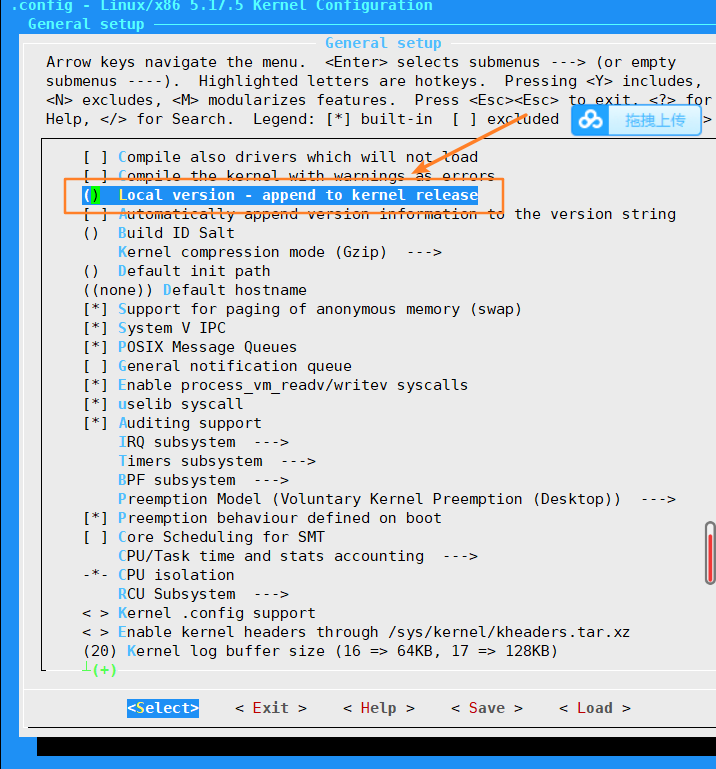 .config - Linux/x86 5.17.5 Kernel Configuration
General setup
General setup
Arrow keys navigate the menu.  <Enter> selects submenus ---> (or empty
submenus ----).  Highlighted letters are hotkeys.  Pressing <Y> includes,
<N> excludes, <M> modularizes features.  Press <Esc><Esc> to exit, <?> for
Help, </> for Search.  Legend: [*] built-in  [ ] excluded
拖拽上传
>
[ ] Compile also drivers which will not load
[ ] Compile the kernel with warnings as errors
()  Local version - append to kernel release
[ ] Automatically append version information to the version string
()  Build ID Salt
Kernel compression mode (Gzip)  --->
()  Default init path
((none)) Default hostname
[*] Support for paging of anonymous memory (swap)
[*] System V IPC
[*] POSIX Message Queues
[ ] General notification queue
[*] Enable process_vm_readv/writev syscalls
[*] uselib syscall
[*] Auditing support
IRQ subsystem  --->
Timers subsystem  --->
BPF subsystem  --->
Preemption Model (Voluntary Kernel Preemption (Desktop))  --->
[*] Preemption behaviour defined on boot
[ ] Core Scheduling for SMT
CPU/Task time and stats accounting  --->
-*- CPU isolation
RCU Subsystem  --->
< > Kernel .config support
< > Enable kernel headers through /sys/kernel/kheaders.tar.xz
(20) Kernel log buffer size (16 => 64KB, 17 => 128KB)
┴(+)
<Select>    < Exit >    < Help >    < Save >    < Load >